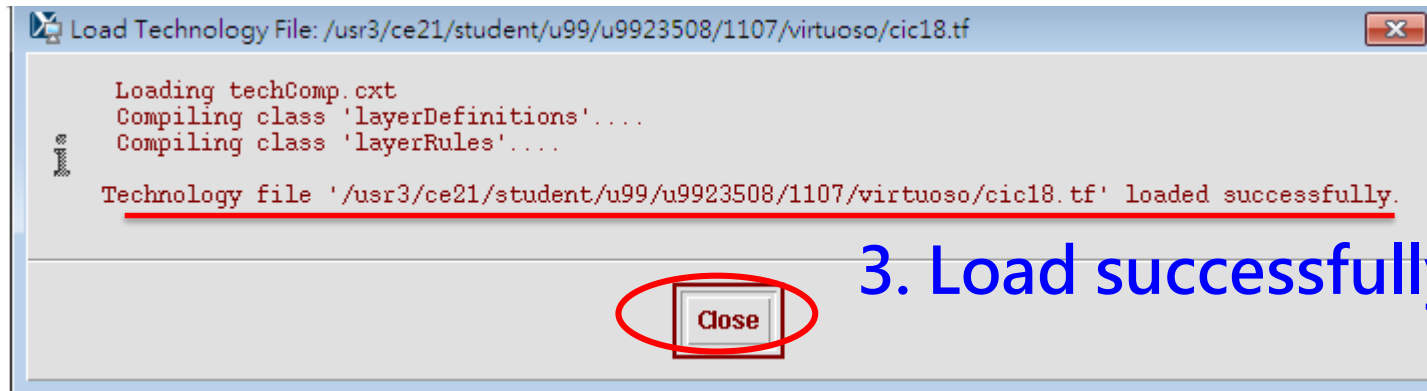 Load Technology File: /usr3/ce21/student/u99/u9923508/1107/virtuoso/cic18.tf
Loading techComp.cxt
Compiling class 'layerDefinitions'....
Compiling class 'layerRules'....
Technology file '/usr3/ce21/student/u99/u9923508/1107/virtuoso/cic18.tf' loaded successfully.
3. Load successfully
Close